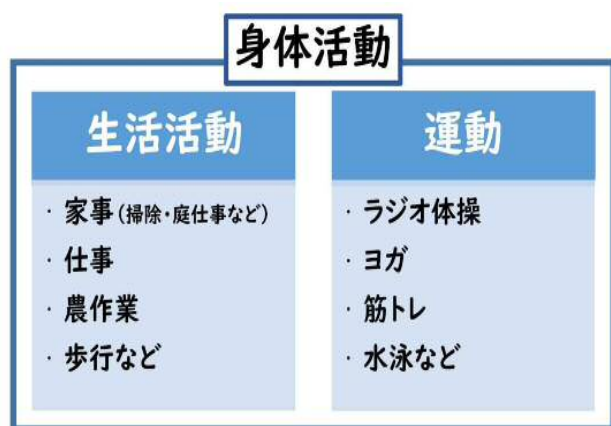 身体活動
生活活動
・家事(掃除・庭仕事など)
・仕事
・農作業
・歩行など
運動
・ラジオ体操
・ヨガ
・筋トレ
・水泳など